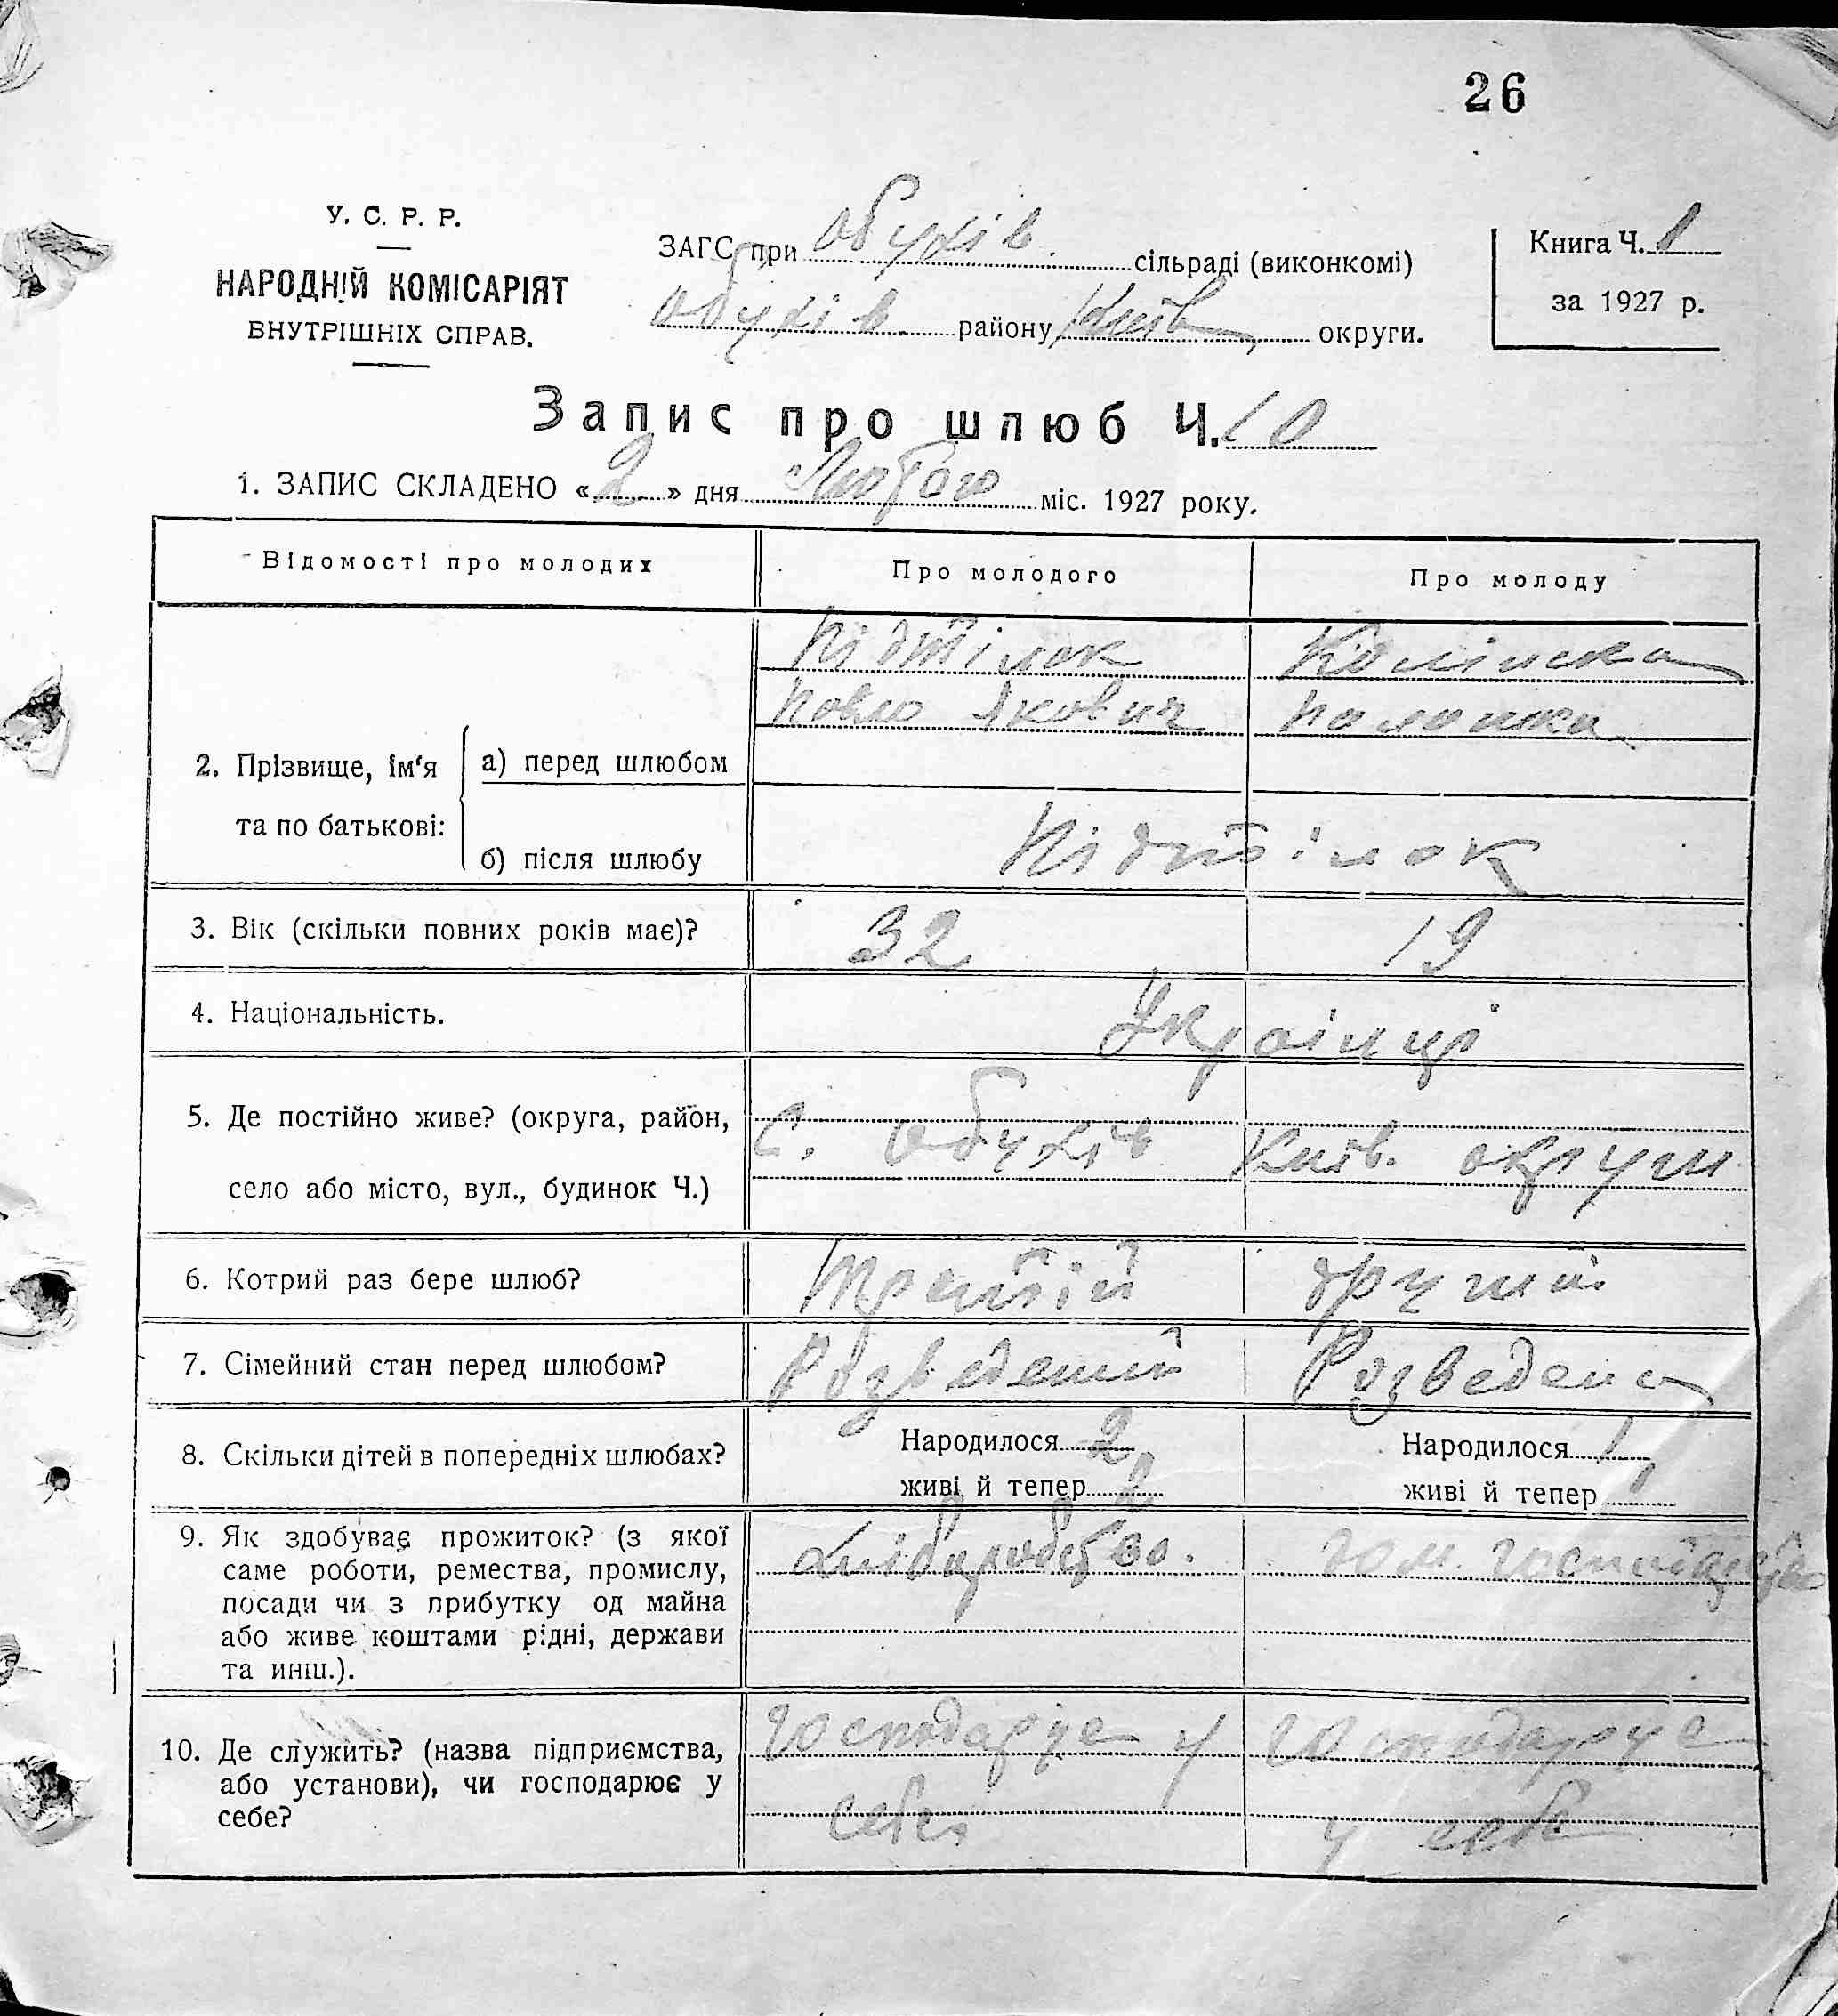 26
У. С. Р. Р.
НАРОДНІЙ КОМІСАРІЯТ
ВНУТРІШНІХ СПРАВ.
ЗАГС при Обухів. сільраді (виконкомі)
Обухів. району Київ округи.
Книга Ч. 1
за 1927 р.
Запис про шлюб Ч. 10
1. ЗАПИС СКЛАДЕНО «2» дня Лютого міс. 1927 року.
Відомості про молодих Про молодого Про молоду
2. Прізвище, ім'я та по батькові:
а) перед шлюбом
Підтілок
Павло Якович
б) після шлюбу
Підтілок
3. Вік (скільки повних років має)? 32 19
4. Національність. Українці
5. Де постійно живе? (округа, район,
село або місто, вул., будинок Ч.)
С. Обухів Київ. округи
6. Котрий раз бере шлюб? Третій другий
7. Сімейний стан перед шлюбом? Розведений Розведена
8. Скільки дітей в попередніх шлюбах?
Народилося 2
живі й тепер 2
Народилося 1
живі й тепер 1
9. Як здобуває прожиток? (з якої
саме роботи, ремества, промислу,
посади чи з прибутку од майна
або живе коштами рідні, держави
та инш.).
Хліборобство.
дом. господарство
10. Де служить? (назва підприємства,
або установи), чи господарює у
себе?
Господарує у
себе
Господарує
у себе